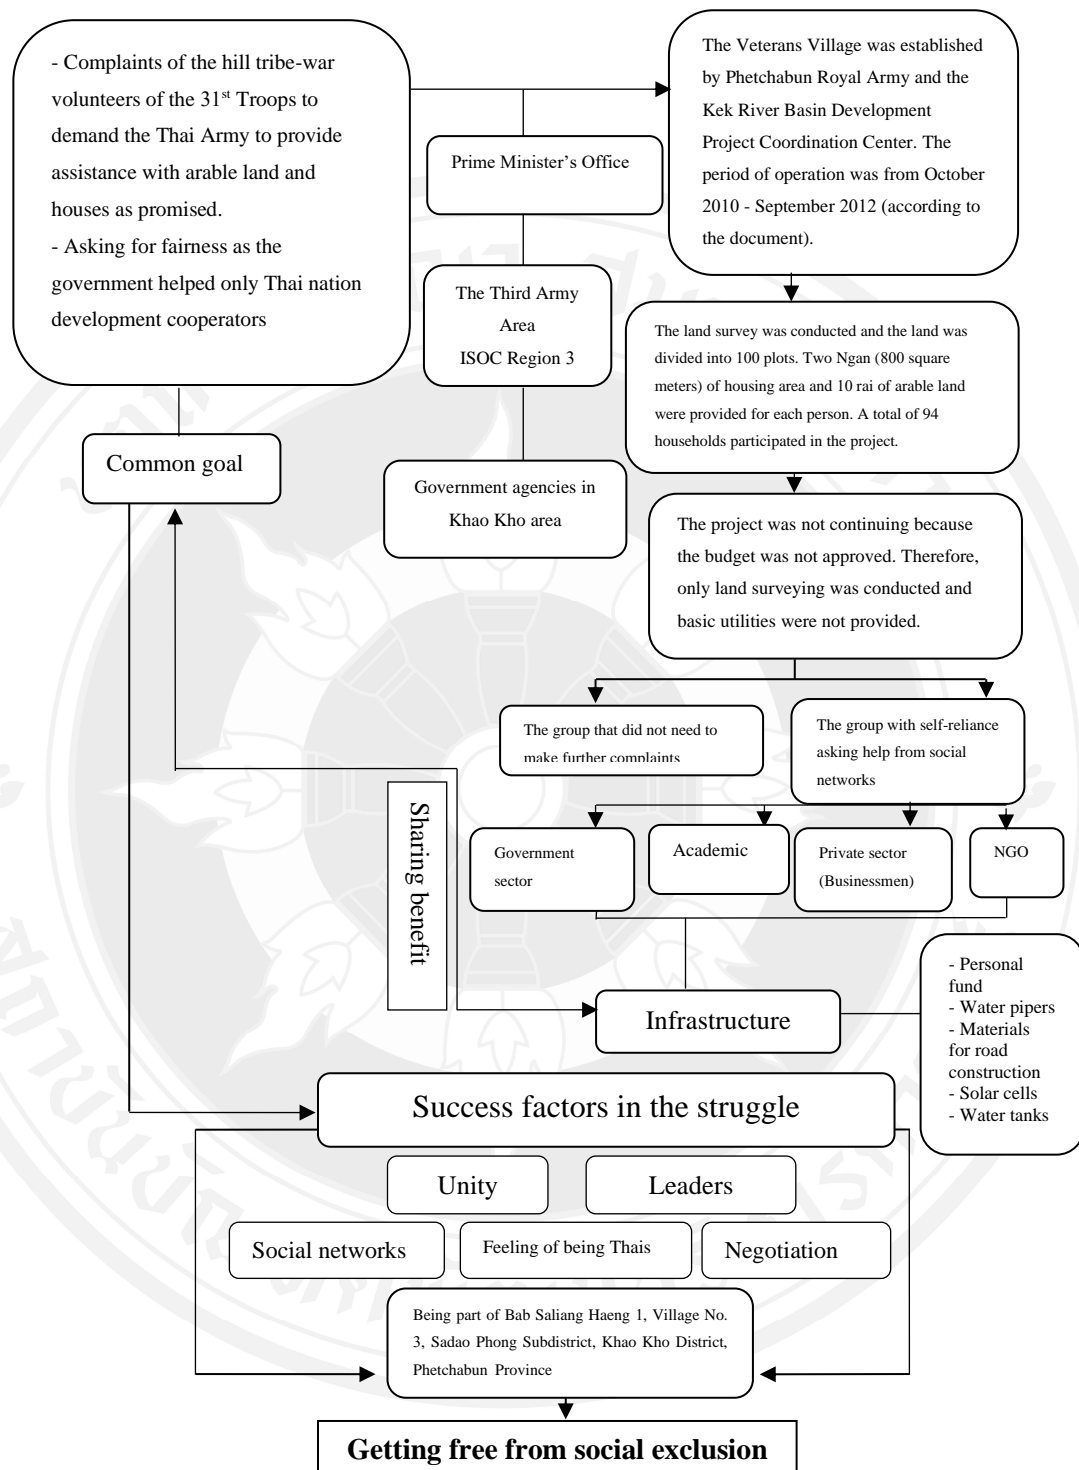 - Complaints of the hill tribe-war
volunteers of the 31st Troops to
demand the Thai Army to provide
assistance with arable land and
houses as promised.
- Asking for fairness as the
government helped only Thai nation
development cooperators
Prime Minister’s Office
The Third Army
Area
ISOC Region 3
Government agencies in
Khao Kho area
The Veterans Village was established
by Phetchabun Royal Army and the
Kek River Basin Development
Project Coordination Center. The
period of operation was from October
2010 - September 2012 (according to
the document).
The land survey was conducted and the land was
divided into 100 plots. Two Ngan (800 square
meters) of housing area and 10 rai of arable land
were provided for each person. A total of 94
households participated in the project.
Common goal
The project was not continuing because
the budget was not approved. Therefore,
only land surveying was conducted and
basic utilities were not provided.
The group that did not need to
make further complaints
The group with self-reliance
asking help from social
networks
Sharing benefit
Government
sector
Academic
Private sector
(Businessmen)
NGO
Infrastructure
- Personal
fund
- Water pipers
- Materials
for road
construction
- Solar cells
- Water tanks
Success factors in the struggle
Unity
Leaders
Social networks
Feeling of being Thais
Negotiation
Being part of Bab Saliang Haeng 1, Village No.
3, Sadao Phong Subdistrict, Khao Kho District,
Phetchabun Province
Getting free from social exclusion